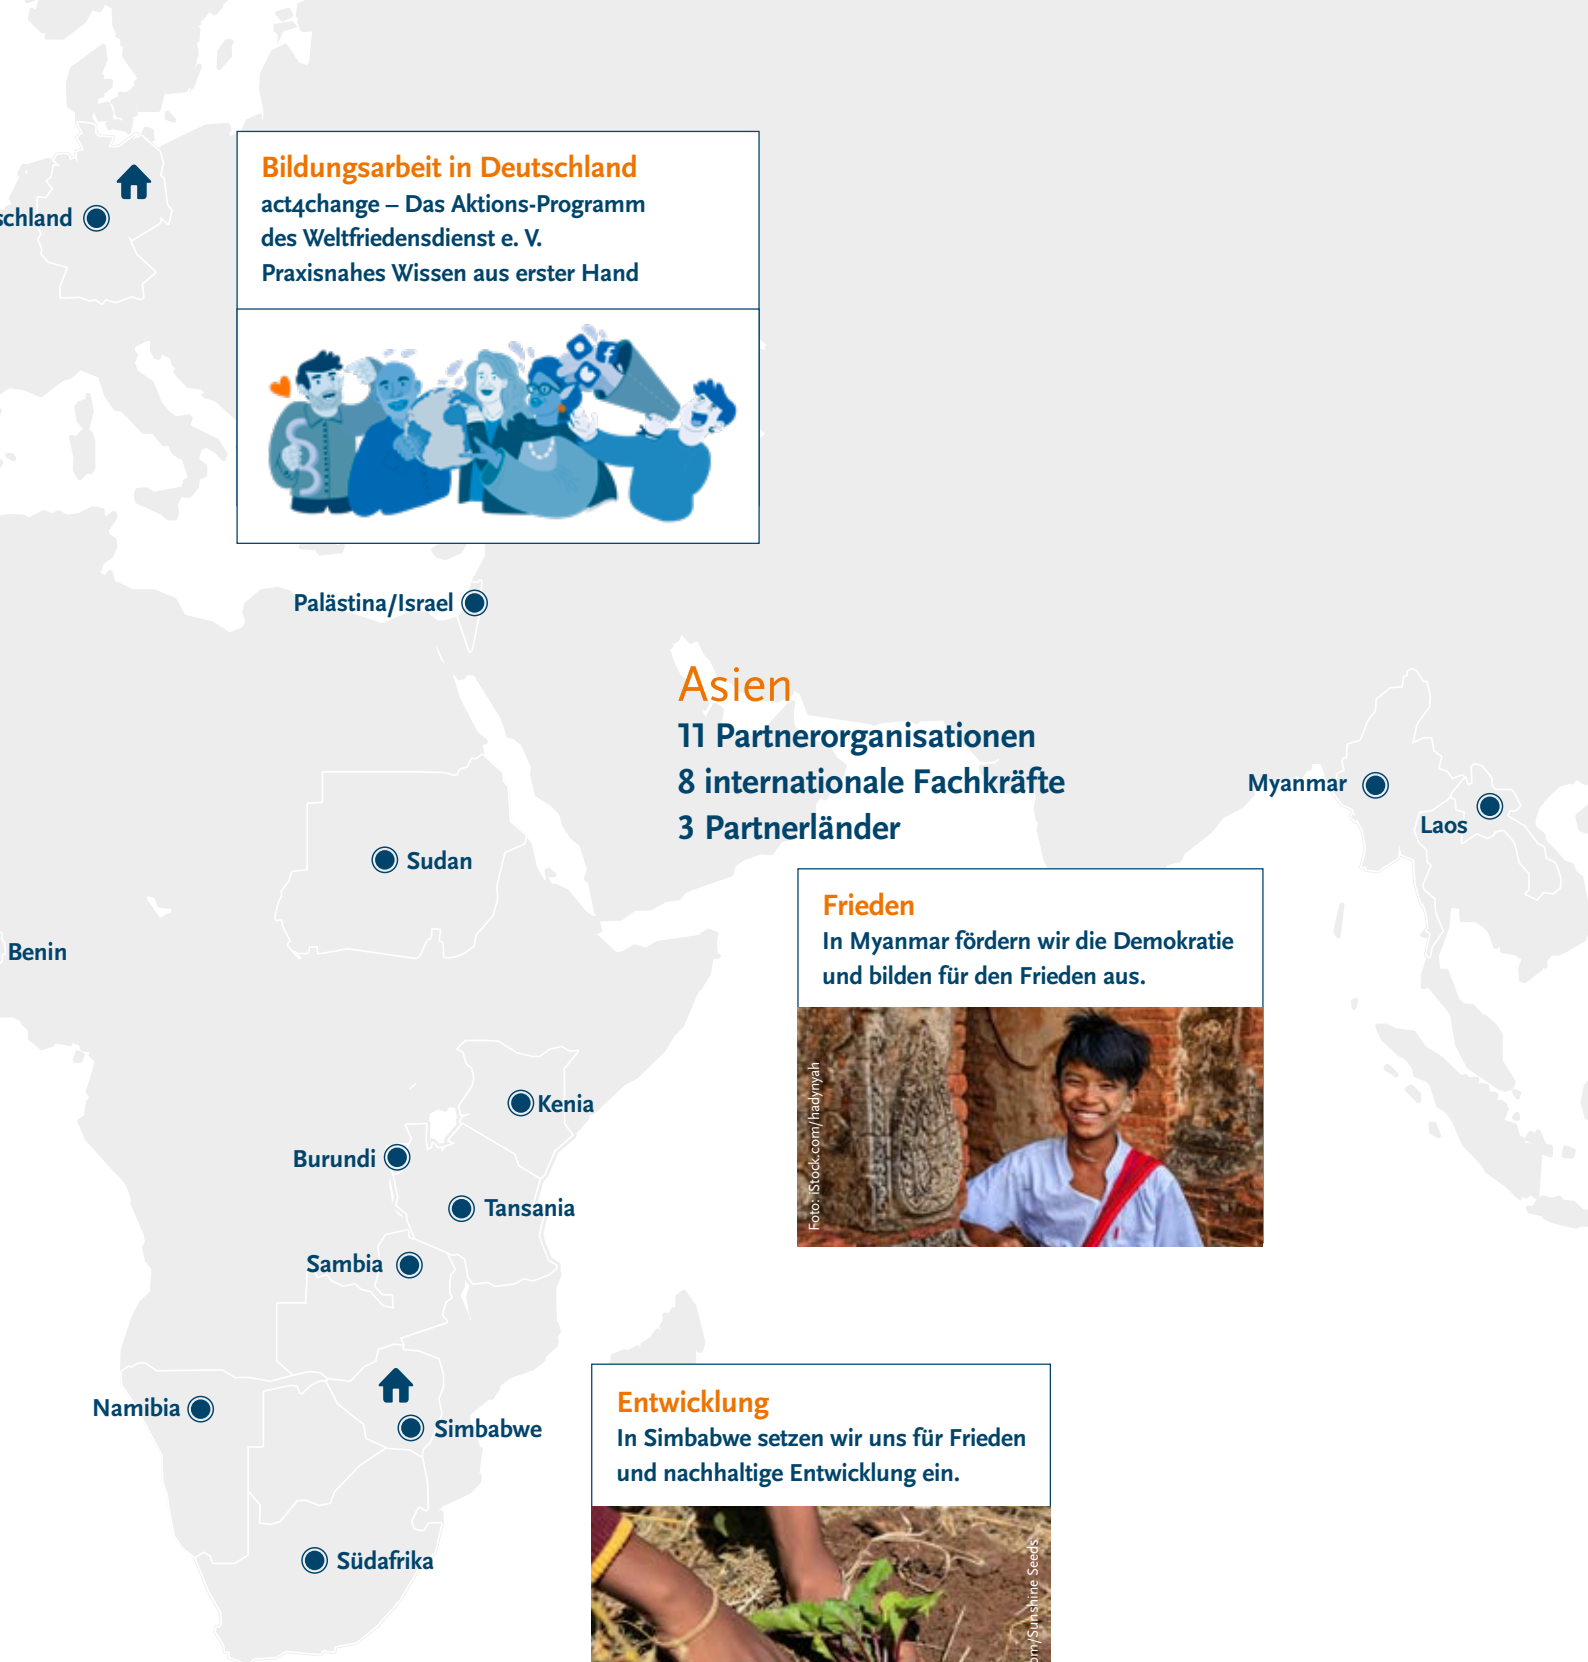 Bildungsarbeit in Deutschland
act4change – Das Aktions-Programm
des Weltfriedensdienst e. V.
Praxisnahes Wissen aus erster Hand
schland
Palästina/Israel
Asien
11 Partnerorganisationen
8 internationale Fachkräfte
3 Partnerländer
Myanmar
Laos
Sudan
Frieden
In Myanmar fördern wir die Demokratie
und bilden für den Frieden aus.
Foto: iStock.com/hadynyah
Benin
Kenia
Burundi
Tansania
Sambia
Namibia
Simbabwe
Südafrika
Entwicklung
In Simbabwe setzen wir uns für Frieden
und nachhaltige Entwicklung ein.
om/Sunshine Seeds